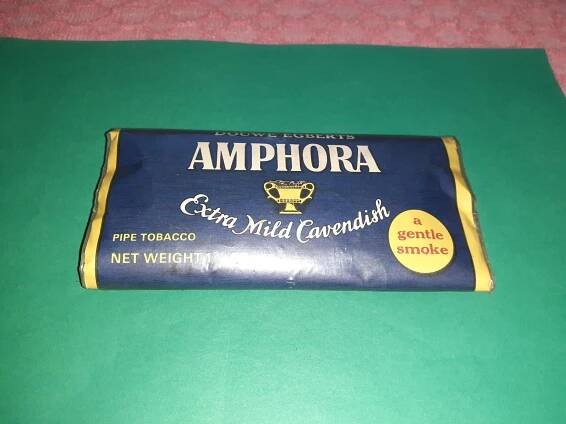 DOUWE EGBERTS
AMPHORA
Extra Mild Cavendish
PIPE TOBACCO
NET WEIGHT
a
gentle
smoke